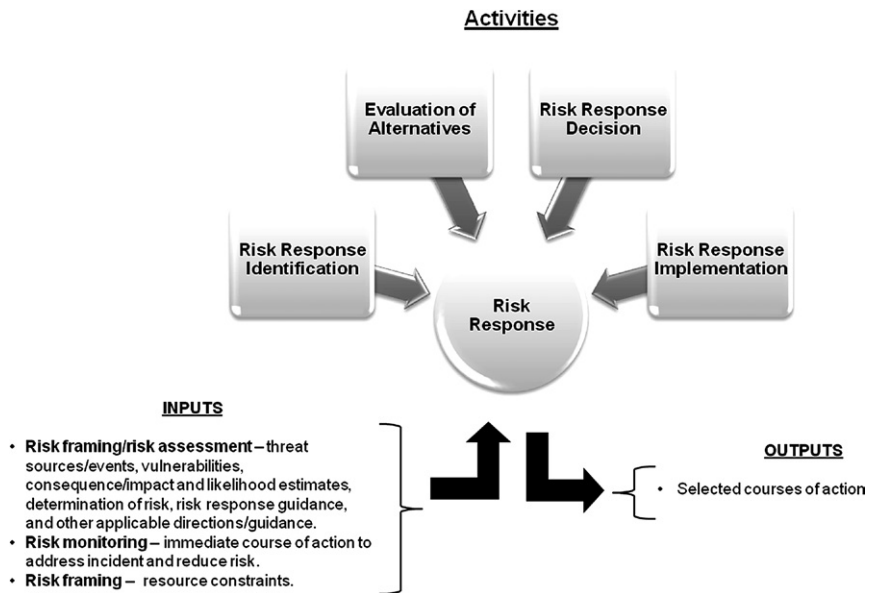 Activities
Evaluation of
Alternatives
Risk Response
Decision
Risk Response
Identification
Risk Response
Implementation
Risk
Response
INPUTS
• Risk framing/risk assessment – threat
sources/events, vulnerabilities,
consequence/impact and likelihood estimates,
determination of risk, risk response guidance,
and other applicable directions/guidance.
• Risk monitoring – immediate course of action to
address incident and reduce risk.
• Risk framing – resource constraints.
OUTPUTS
• Selected courses of action